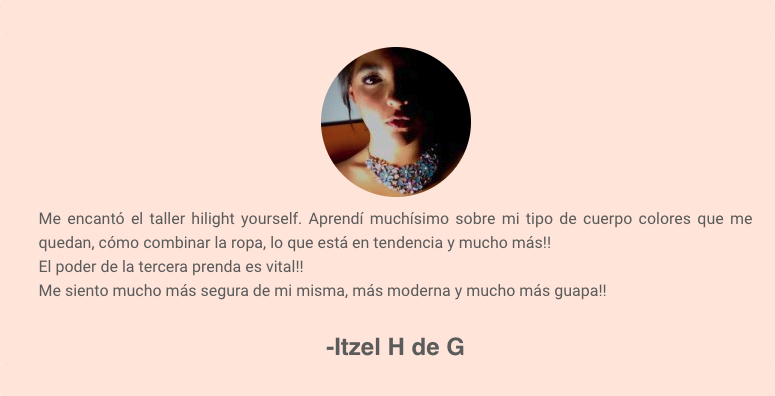 Me encantó el taller hilight yourself. Aprendí muchísimo sobre mi tipo de cuerpo colores que me
quedan, cómo combinar la ropa, lo que está en tendencia y mucho más!!
El poder de la tercera prenda es vital!!
Me siento mucho más segura de mi misma, más moderna y mucho más guapa!!
-Itzel H de G